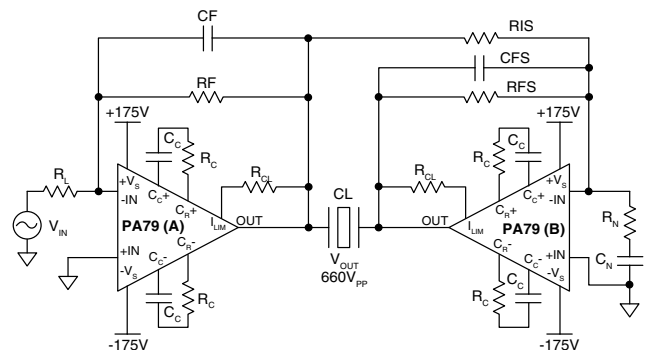 CF
RIS
CFS
RF
RFS
+175V
+175V
C_C
R_C
R_CL
CL
R_CL
R_C
C_C
R_L
+V_S
-IN
C_C+
C_R+
PA79 (A)
I_LIM
OUT
V_IN
+IN
-V_S
C_C-
C_R-
V_OUT
660V_PP
OUT
I_LIM
PA79 (B)
C_R+
C_C+
+V_S
-IN
+IN
-V_S
C_R-
C_C-
R_N
C_N
C_C
R_C
R_C
C_C
-175V
-175V